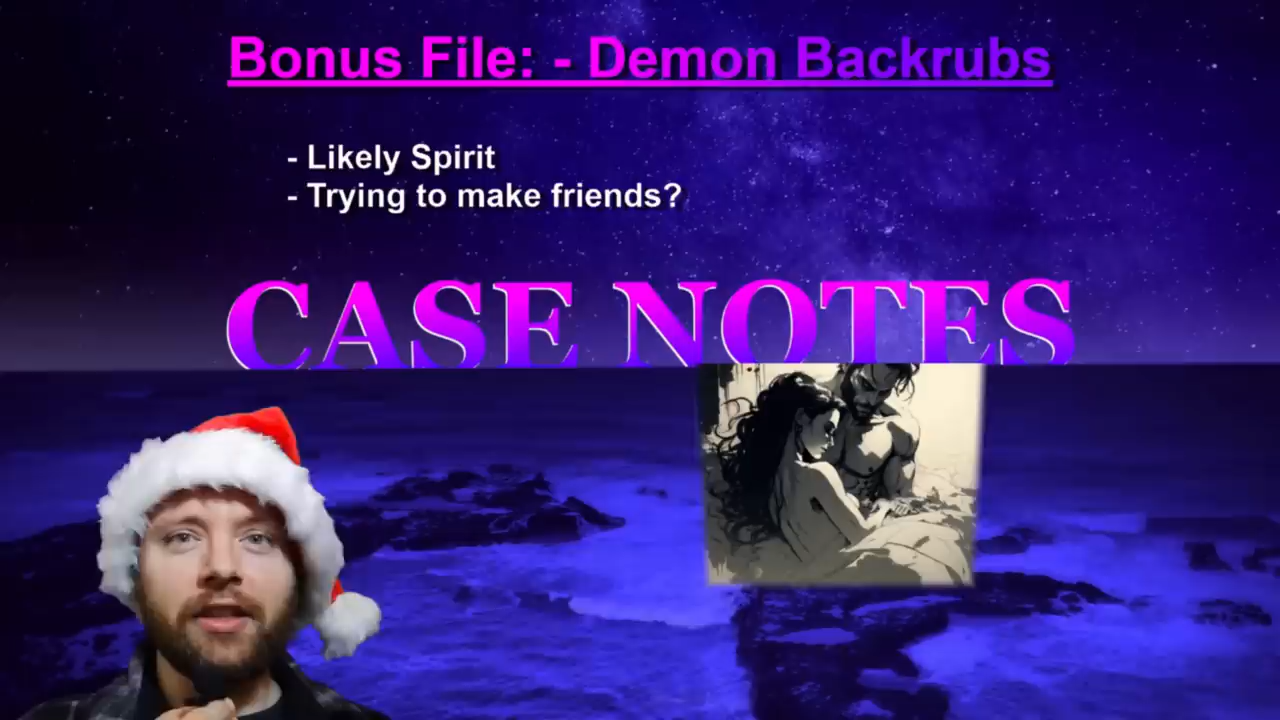 Bonus File: - Demon Backrubs
- Likely Spirit
- Trying to make friends?
CASE NOTES